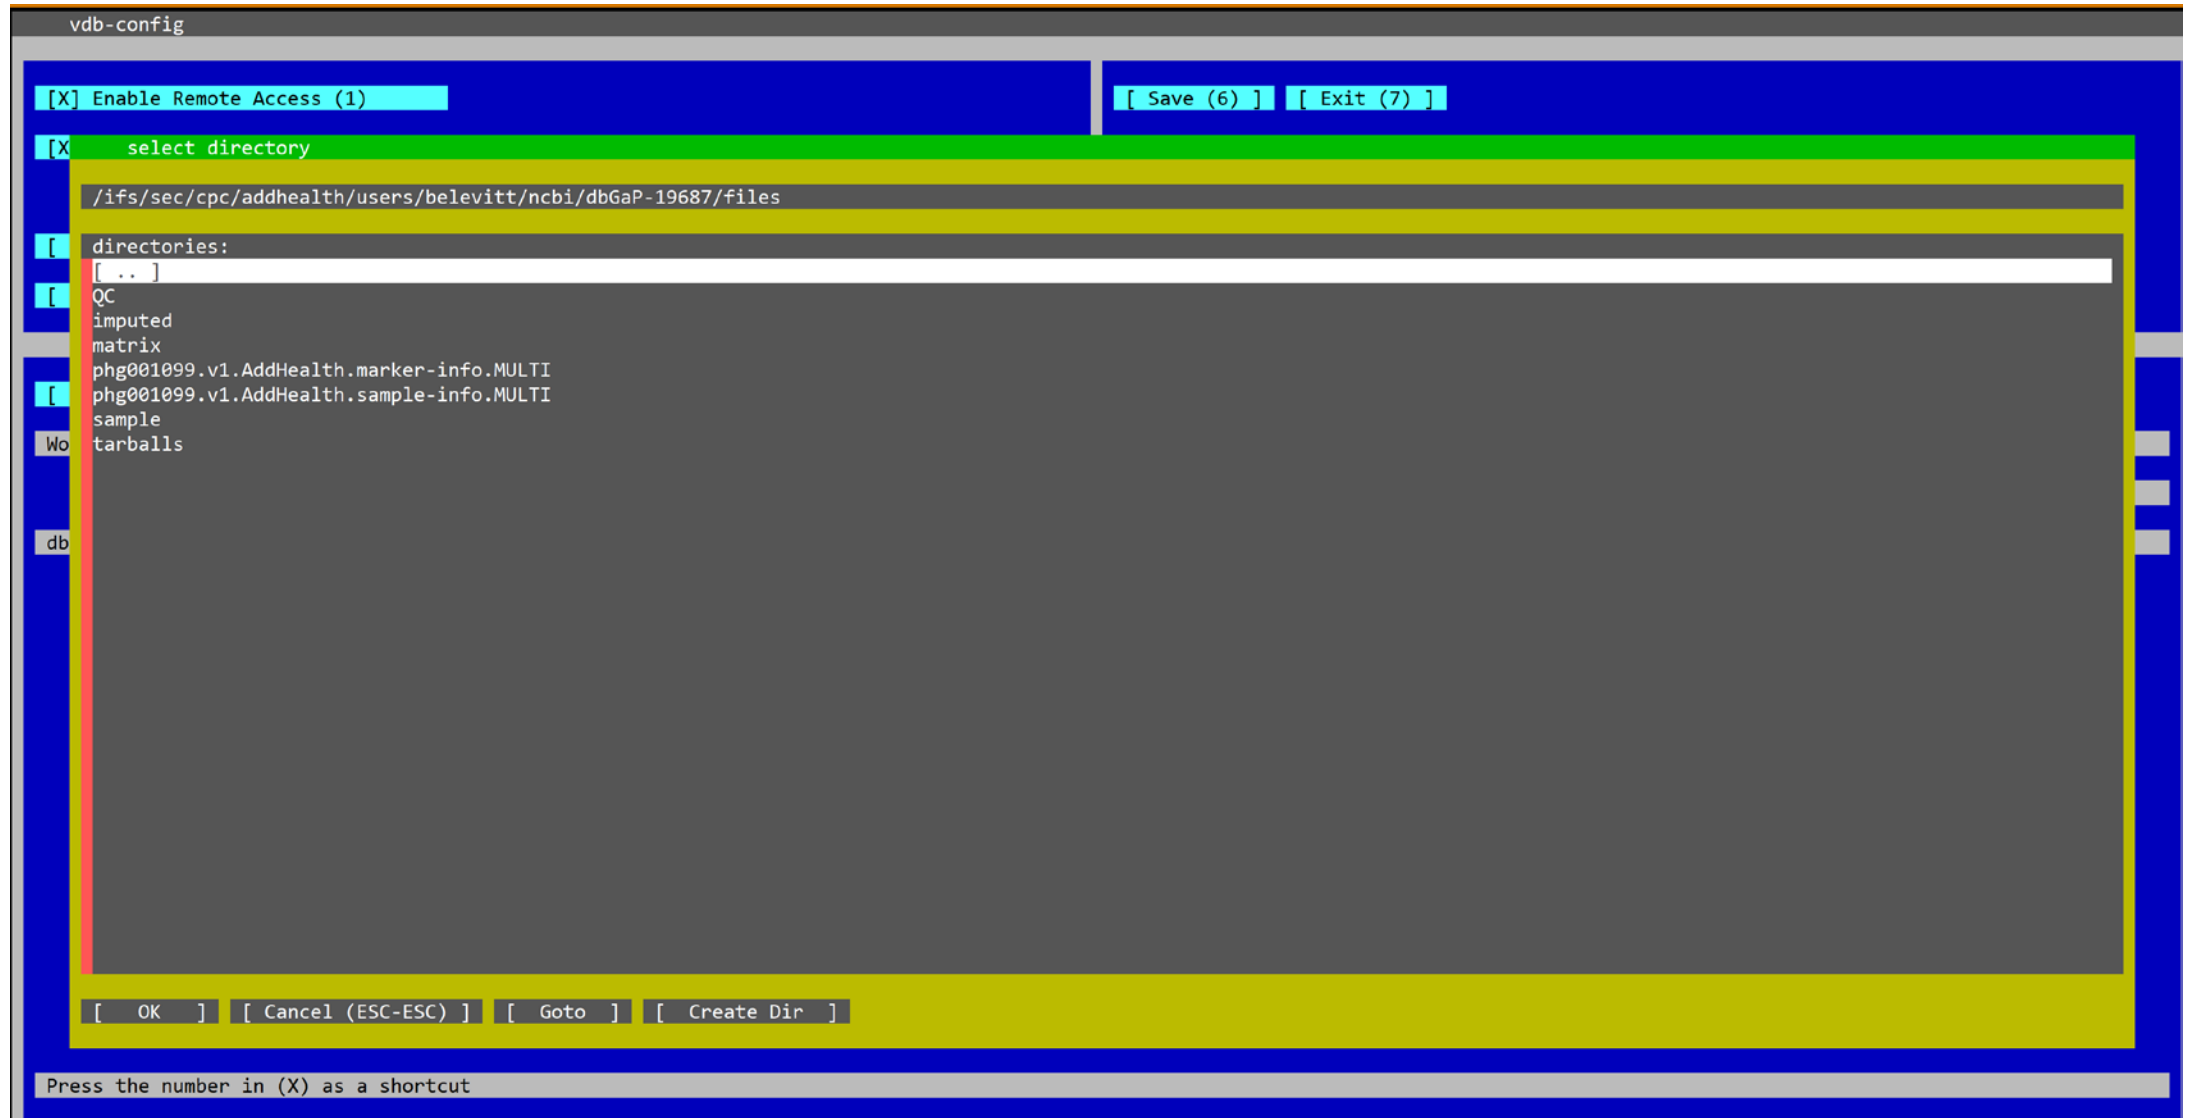 vdb-config
[X] Enable Remote Access (1)
[ Save (6) ] [ Exit (7) ]
[X select directory
/ifs/sec/cpc/addhealth/users/belevitt/ncbi/dbGaP-19687/files
[ directories:
[ .. ]
[ QC
imputed
matrix
phg001099.v1.AddHealth.marker-info.MULTI
[ phg001099.v1.AddHealth.sample-info.MULTI
sample
Wo tarballs
db
[ OK ] [ Cancel (ESC-ESC) ] [ Goto ] [ Create Dir ]
Press the number in (X) as a shortcut